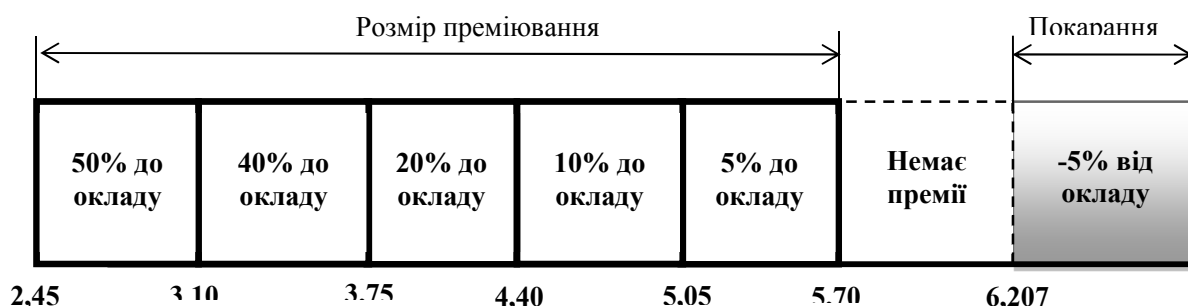 Розмір преміювання
Покарання
50% до
окладу
40% до
окладу
20% до
окладу
10% до
окладу
5% до
окладу
Немає
премії
-5% від
окладу
2,45
3,10
3,75
4,40
5,05
5,70
6,207